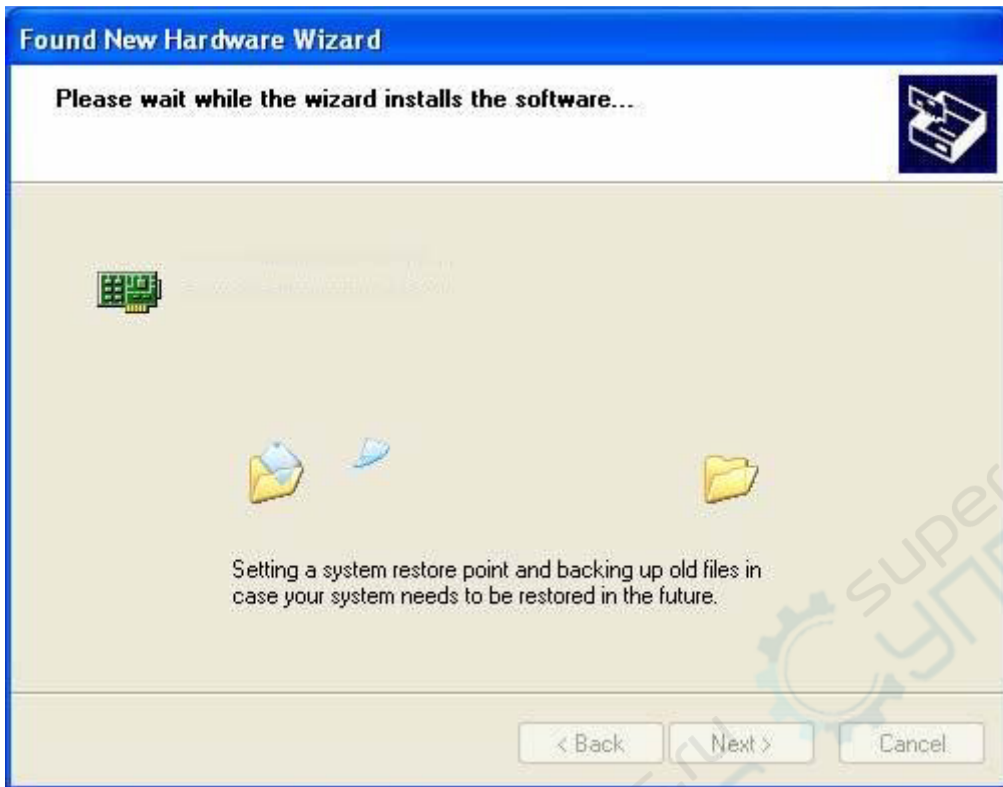 Found New Hardware Wizard
Please wait while the wizard installs the software...
Setting a system restore point and backing up old files in
case your system needs to be restored in the future.
< Back
Next >
Cancel